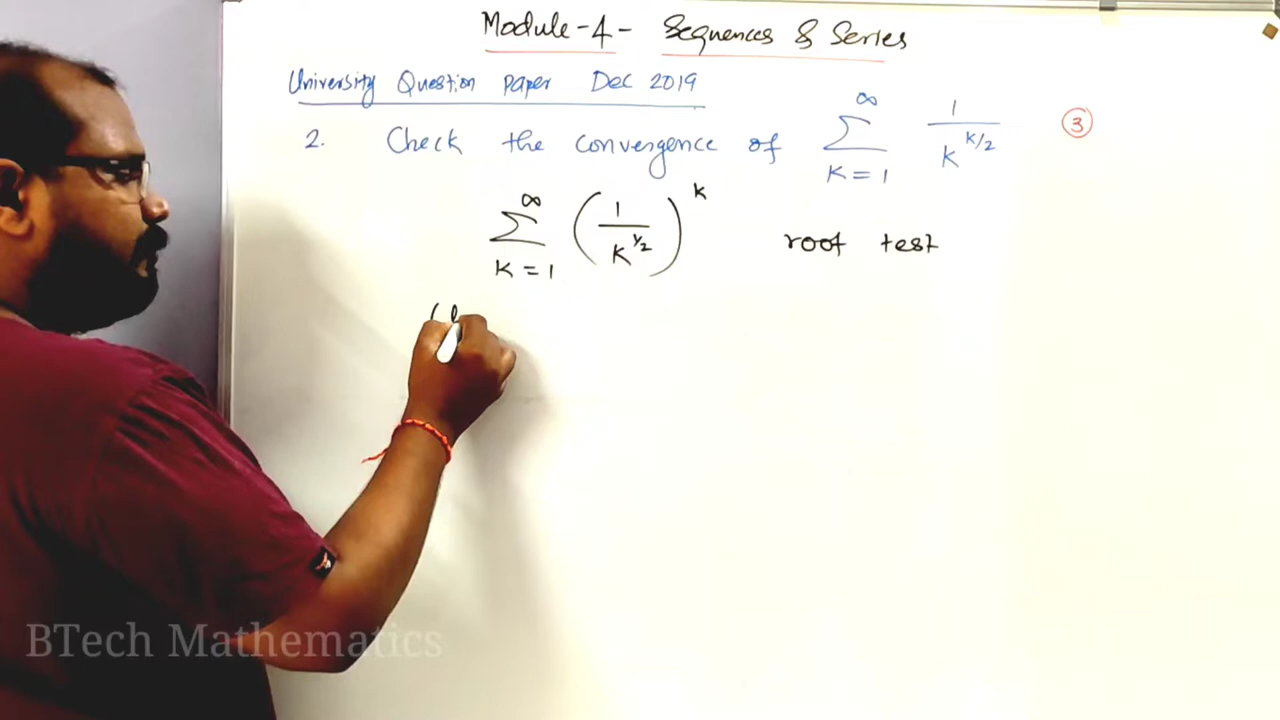 Module-4 - Sequences & Series
University Question Paper Dec 2019
2. Check the convergence of ∑_{K=1}^{∞} 1/k^{k/2} ③
∑_{K=1}^{∞} (1/k^{1/2})^k root test
BTech Mathematics